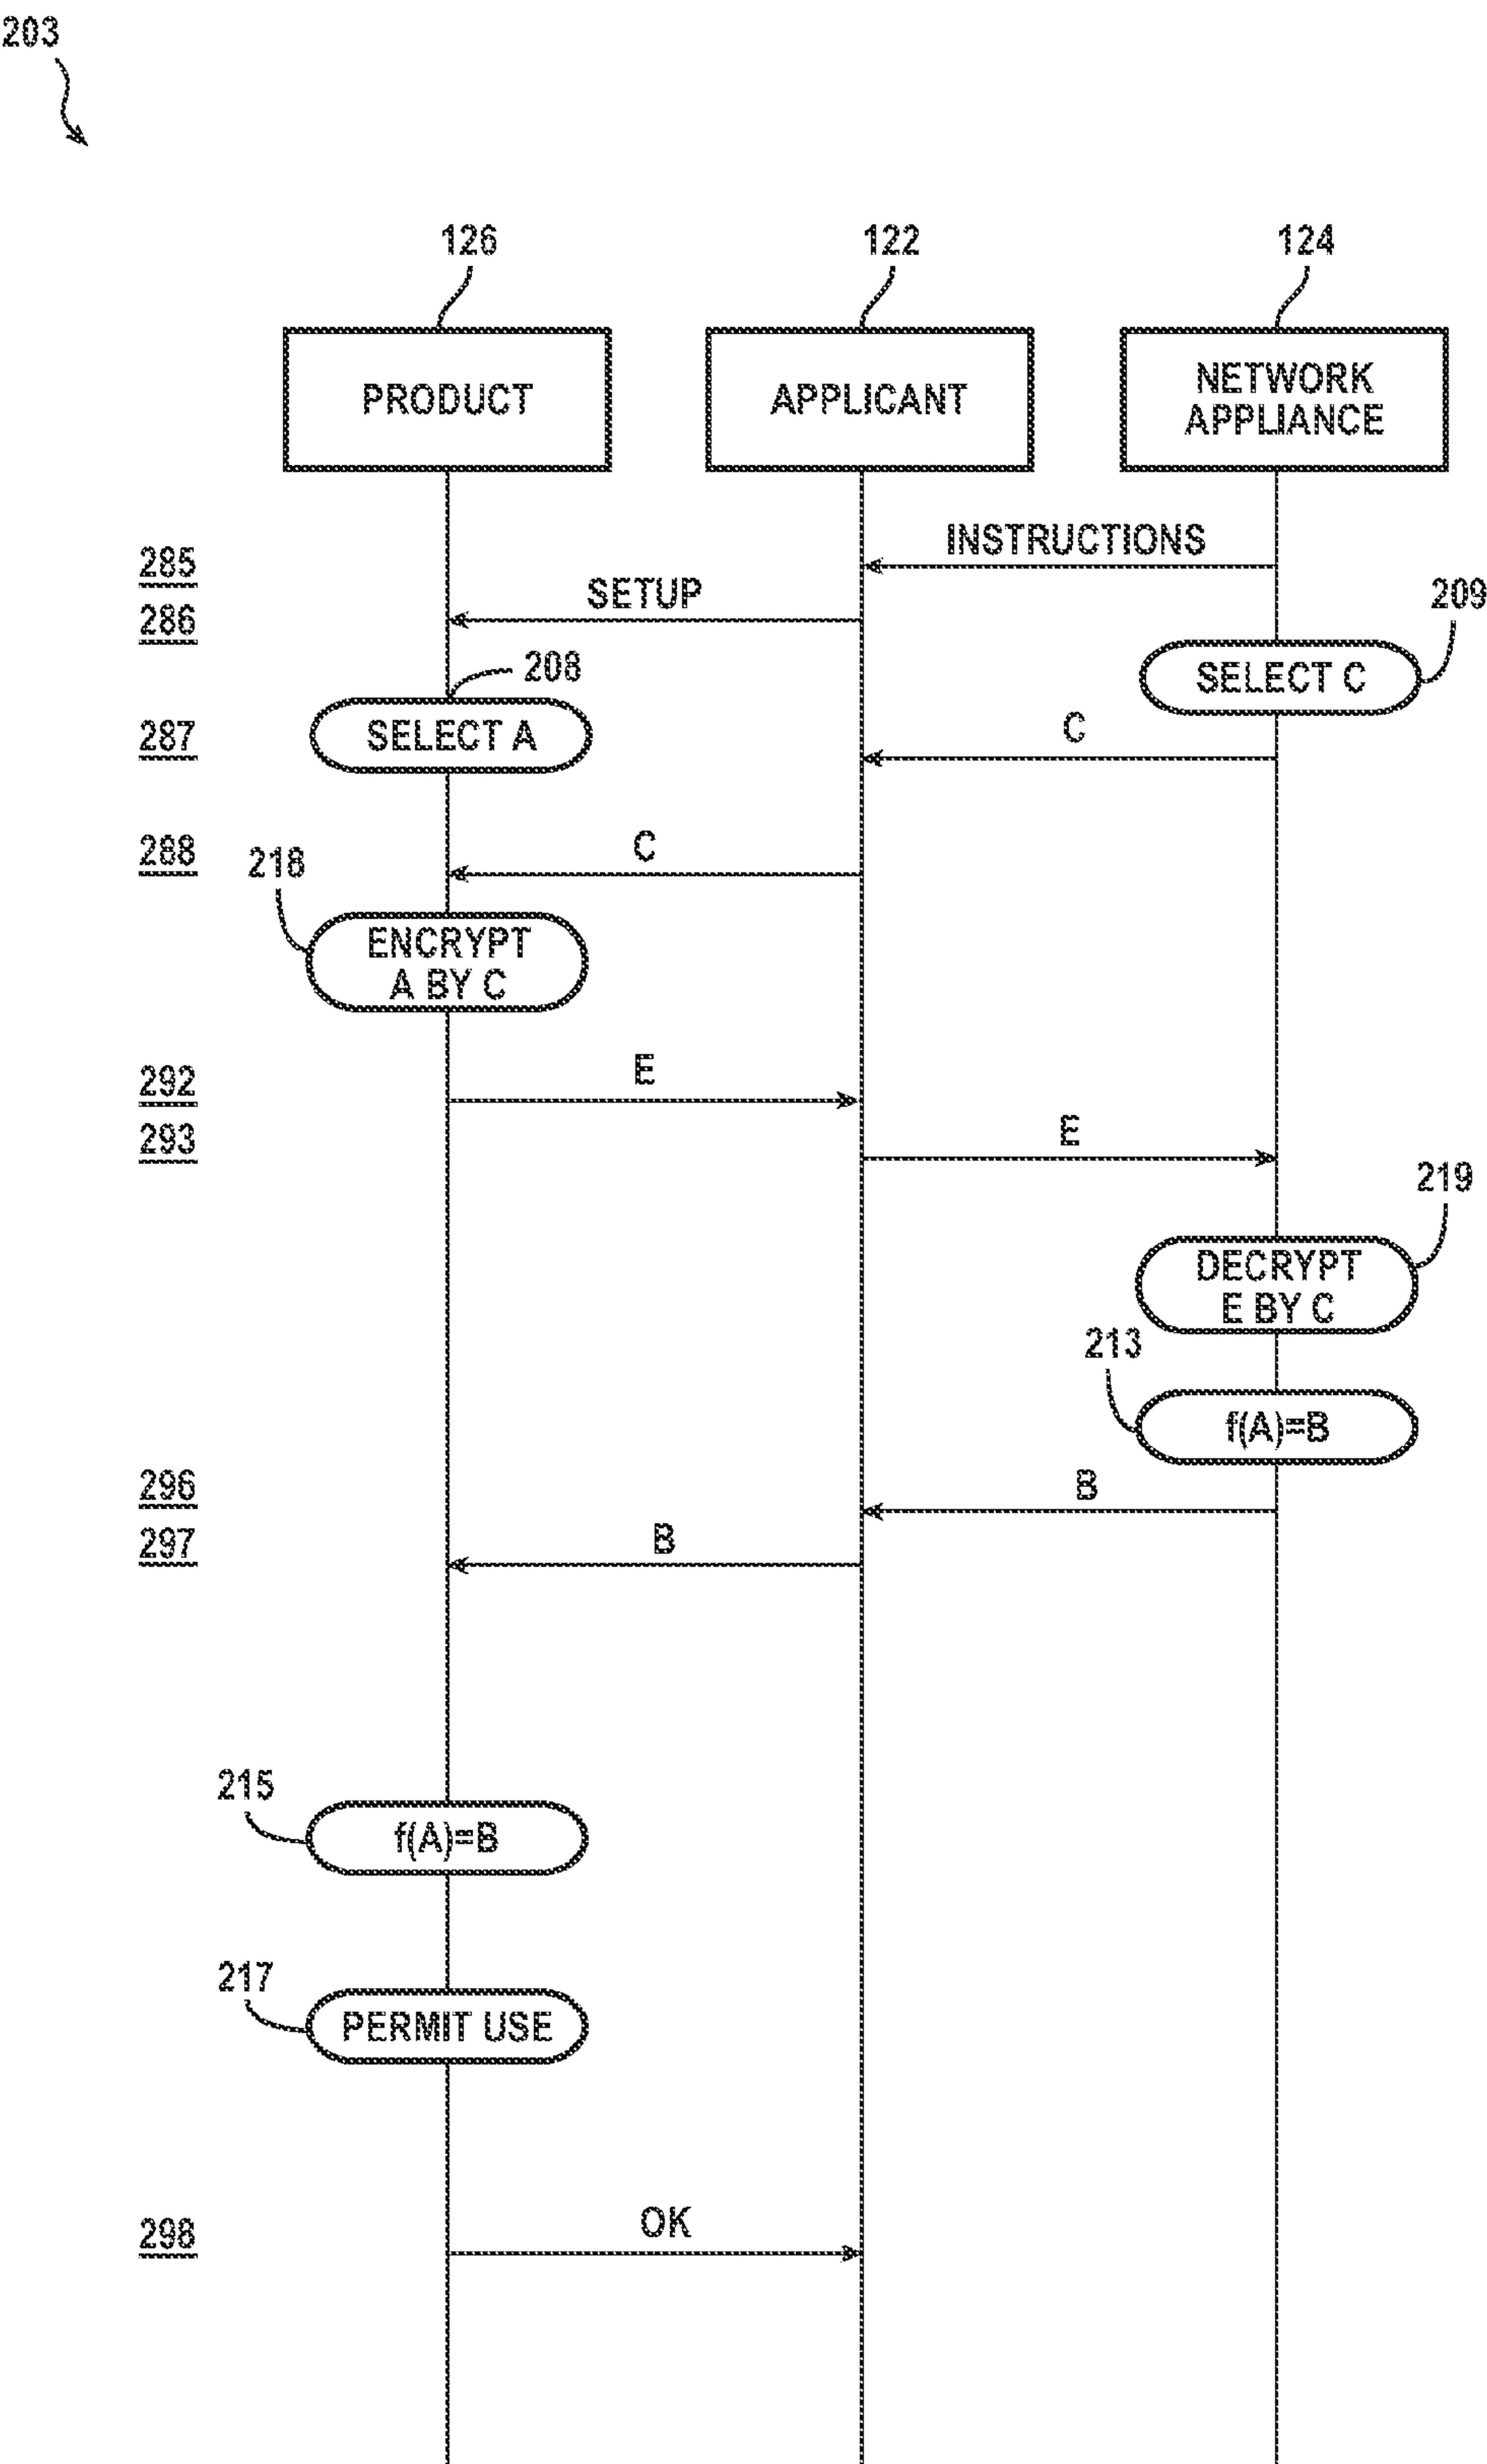 203
126
122
124
PRODUCT
APPLICANT
NETWORK
APPLIANCE
INSTRUCTIONS
285
SETUP
209
286
208
SELECT C
287
SELECT A
C
288
C
218
ENCRYPT
A BY C
E
292
E
293
219
DECRYPT
E BY C
213
f(A)=B
296
B
297
B
215
f(A)=B
217
PERMIT USE
OK
298